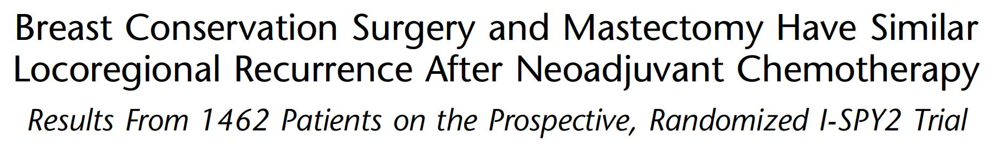 Breast Conservation Surgery and Mastectomy Have Similar
Locoregional Recurrence After Neoadjuvant Chemotherapy
Results From 1462 Patients on the Prospective, Randomized I-SPY2 Trial